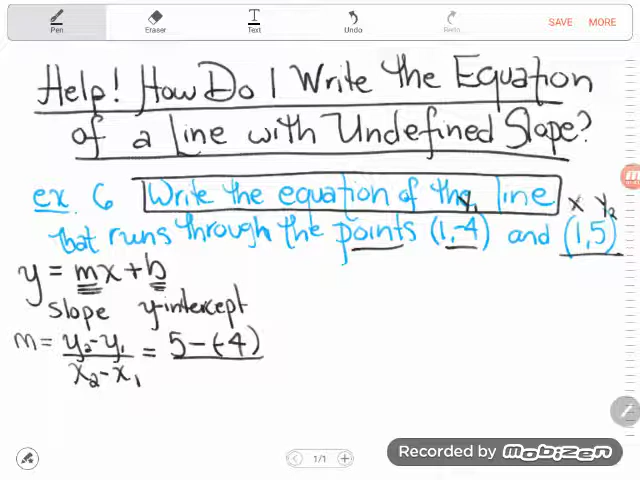 Pen Eraser Text Undo Redo SAVE MORE
Help! How Do I Write The Equation
of a Line with Undefined Slope?
ex. 6 Write the equation of the line
that runs through the points (1,-4) and (1,5)
y₁ x y₂
y = mx + b
slope y-intercept
m = y₂ - y₁ = 5 - (-4)
x₂ - x₁
1/1
Recorded by mobizen